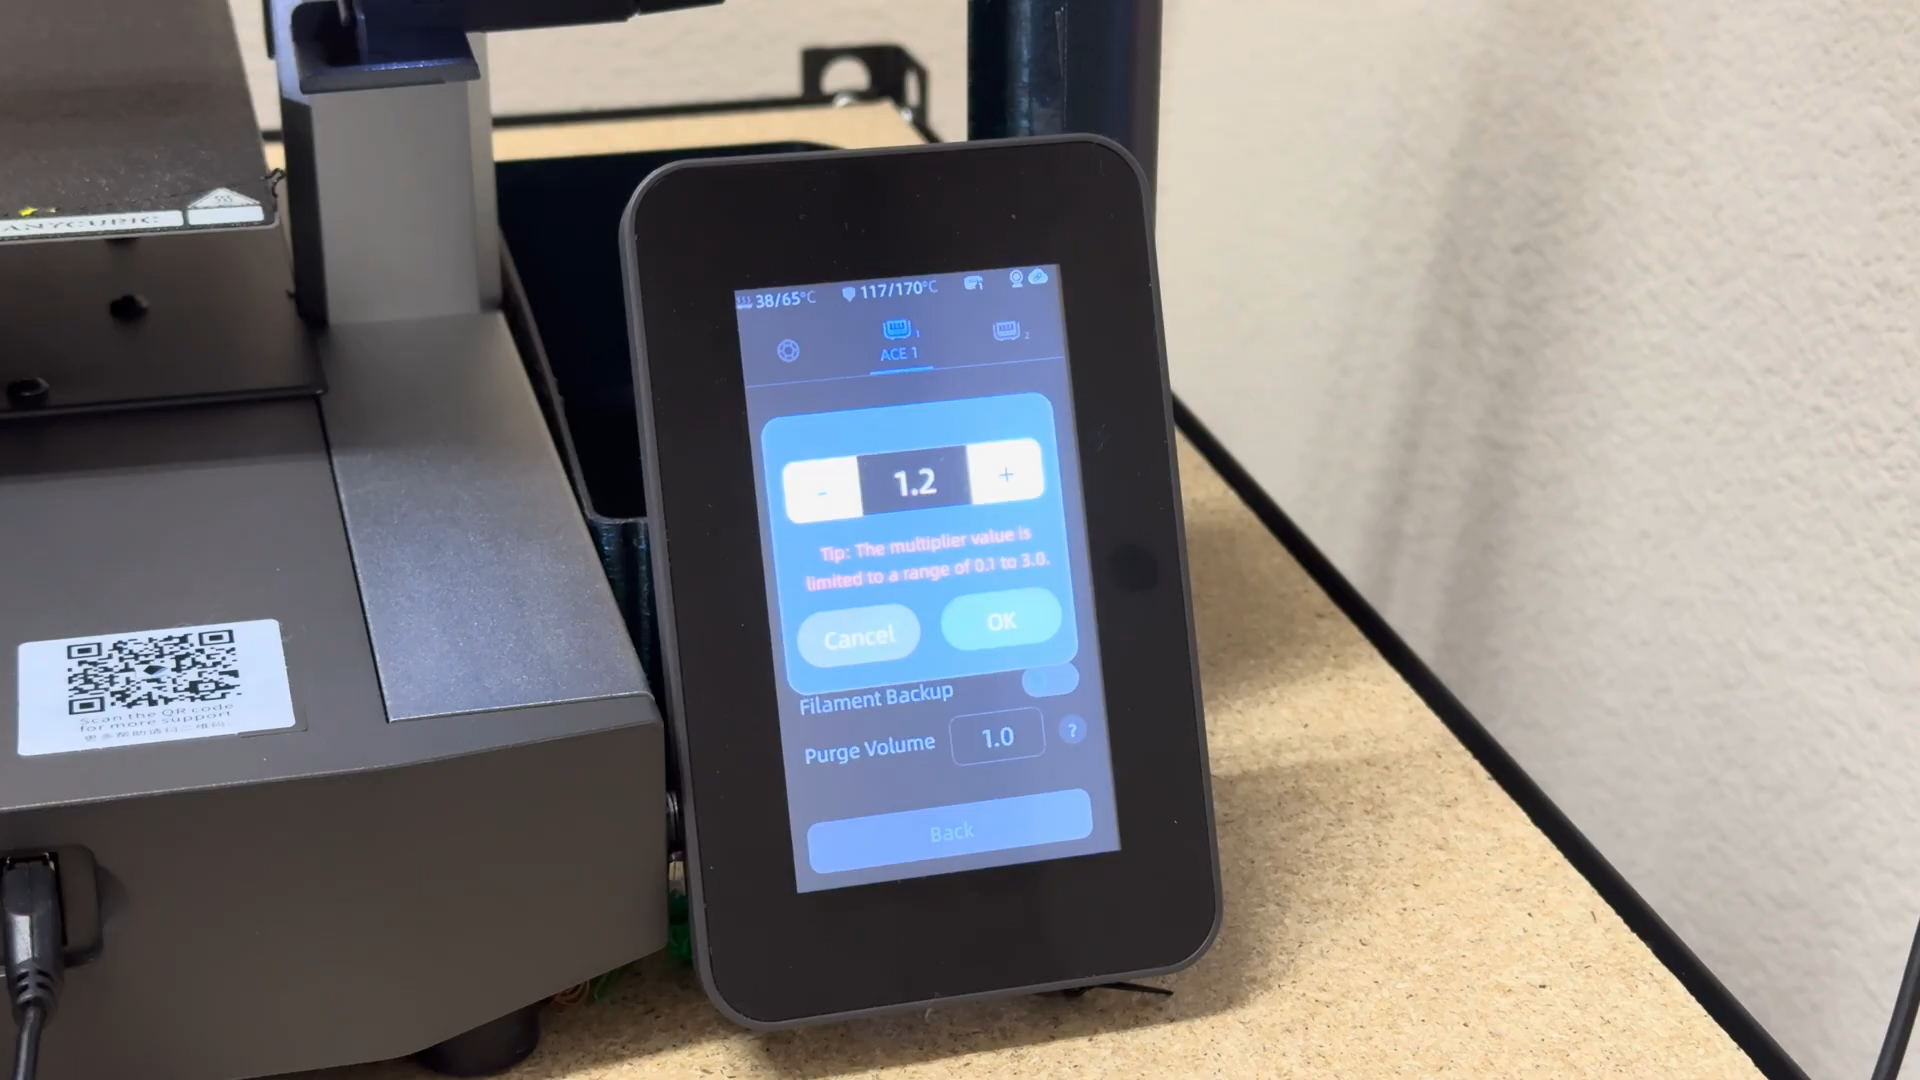 ANYCUBIC
38/65°C 117/170°C
1
2
ACE 1
- 1.2 +
Tip: The multiplier value is
limited to a range of 0.1 to 3.0.
Cancel OK
Filament Backup
Purge Volume 1.0 ?
Back
Scan the QR code
for more support